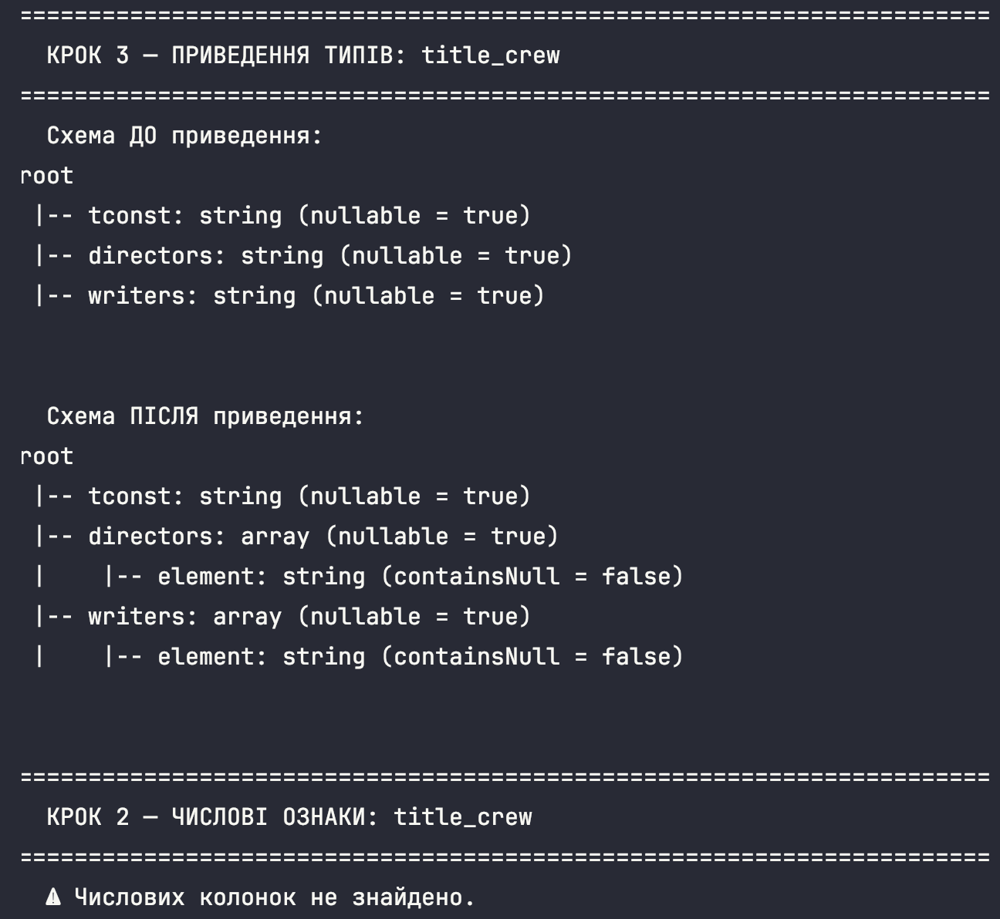 ======================================================================
КРОК 3 — ПРИВЕДЕННЯ ТИПІВ: title_crew
======================================================================
Схема ДО приведення:
root
 |-- tconst: string (nullable = true)
 |-- directors: string (nullable = true)
 |-- writers: string (nullable = true)
Схема ПІСЛЯ приведення:
root
 |-- tconst: string (nullable = true)
 |-- directors: array (nullable = true)
 |    |-- element: string (containsNull = false)
 |-- writers: array (nullable = true)
 |    |-- element: string (containsNull = false)
======================================================================
КРОК 2 — ЧИСЛОВІ ОЗНАКИ: title_crew
======================================================================
⚠ Числових колонок не знайдено.